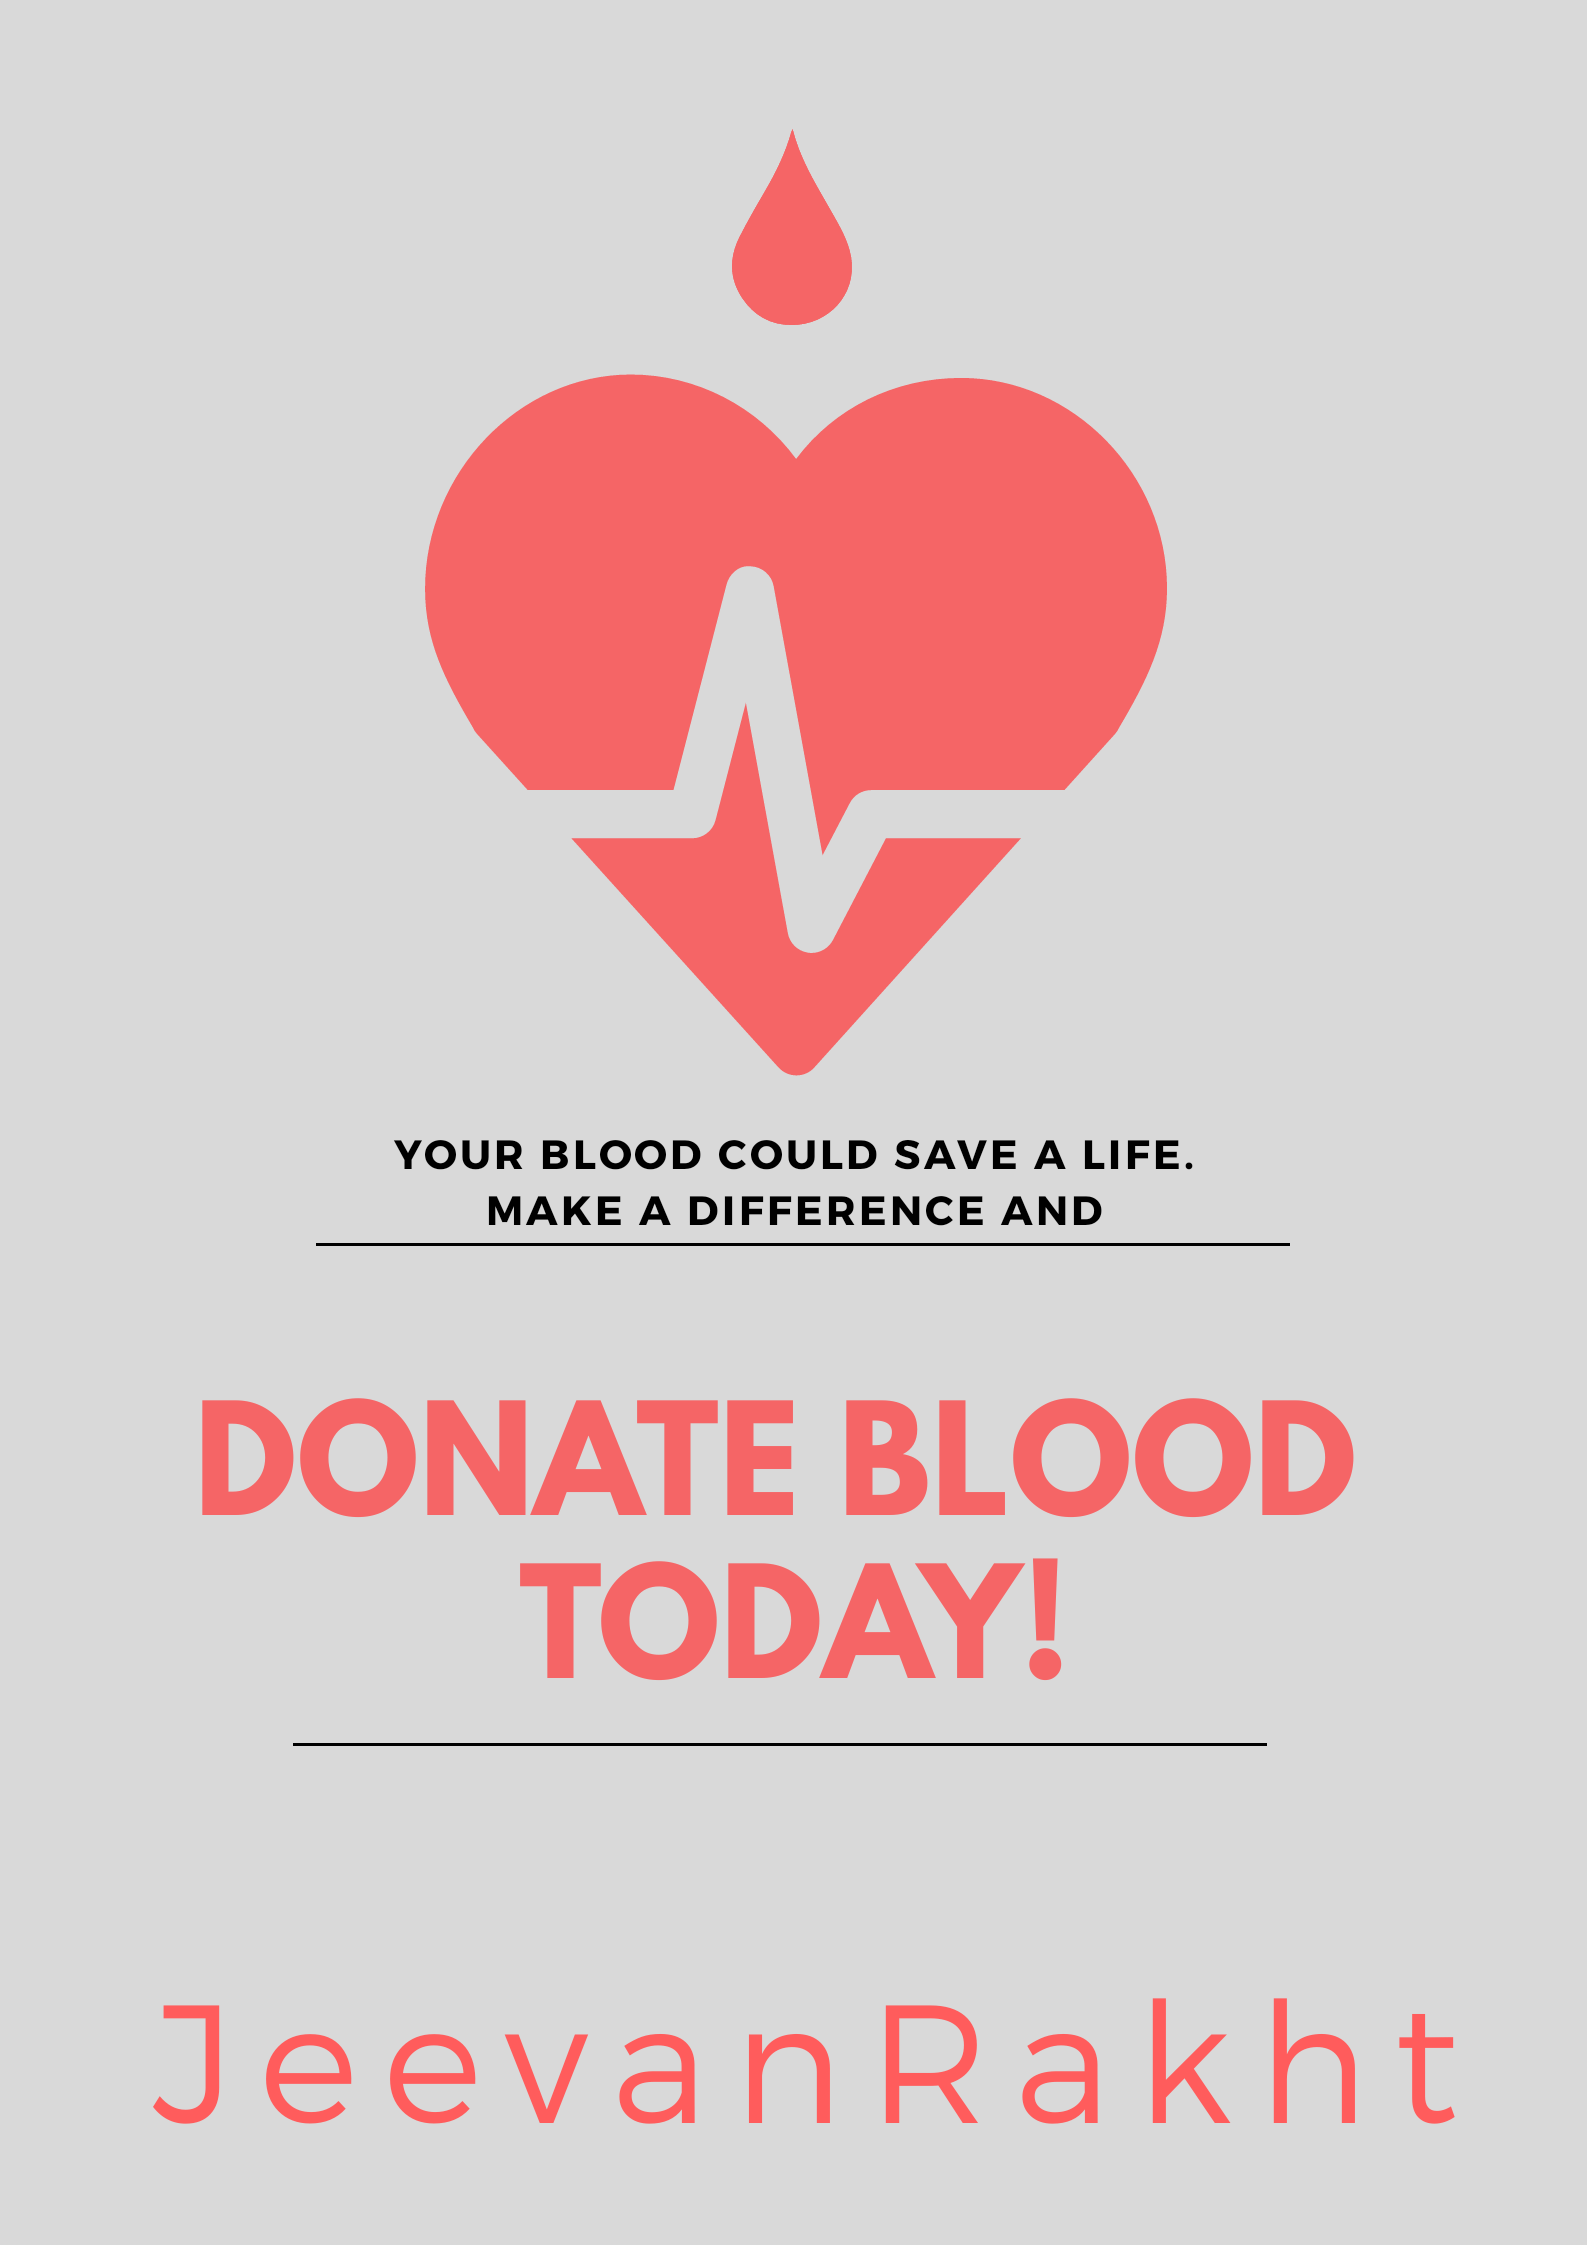 YOUR BLOOD COULD SAVE A LIFE.
MAKE A DIFFERENCE AND
DONATE BLOOD
TODAY!
JeevanRakht